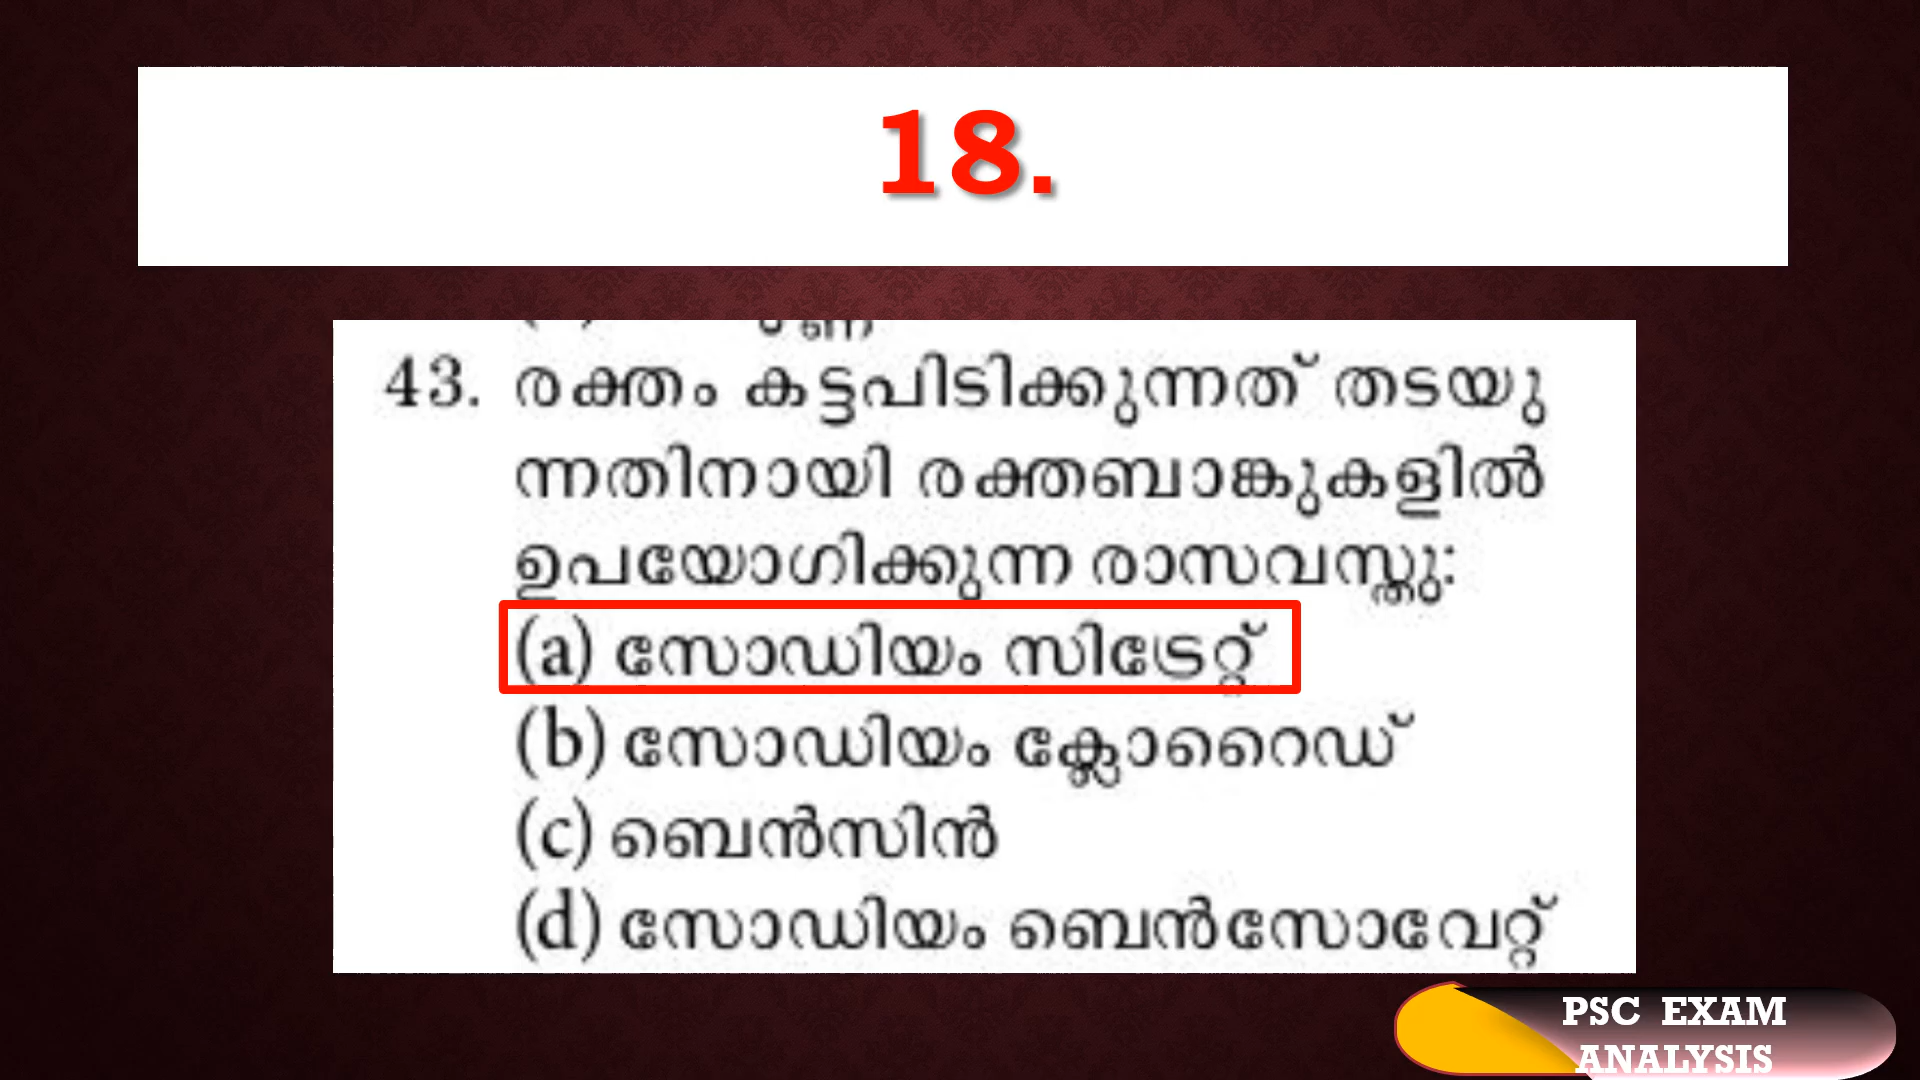 18.
43. രക്തം കട്ടപിടിക്കുന്നത് തടയു
ന്നതിനായി രക്തബാങ്കുകളിൽ
ഉപയോഗിക്കുന്ന രാസവസ്തു:
(a) സോഡിയം സിട്രേറ്റ്
(b) സോഡിയം ക്ലോറൈഡ്
(c) ബെൻസിൻ
(d) സോഡിയം ബെൻസോവേറ്റ്
PSC EXAM
ANALYSIS